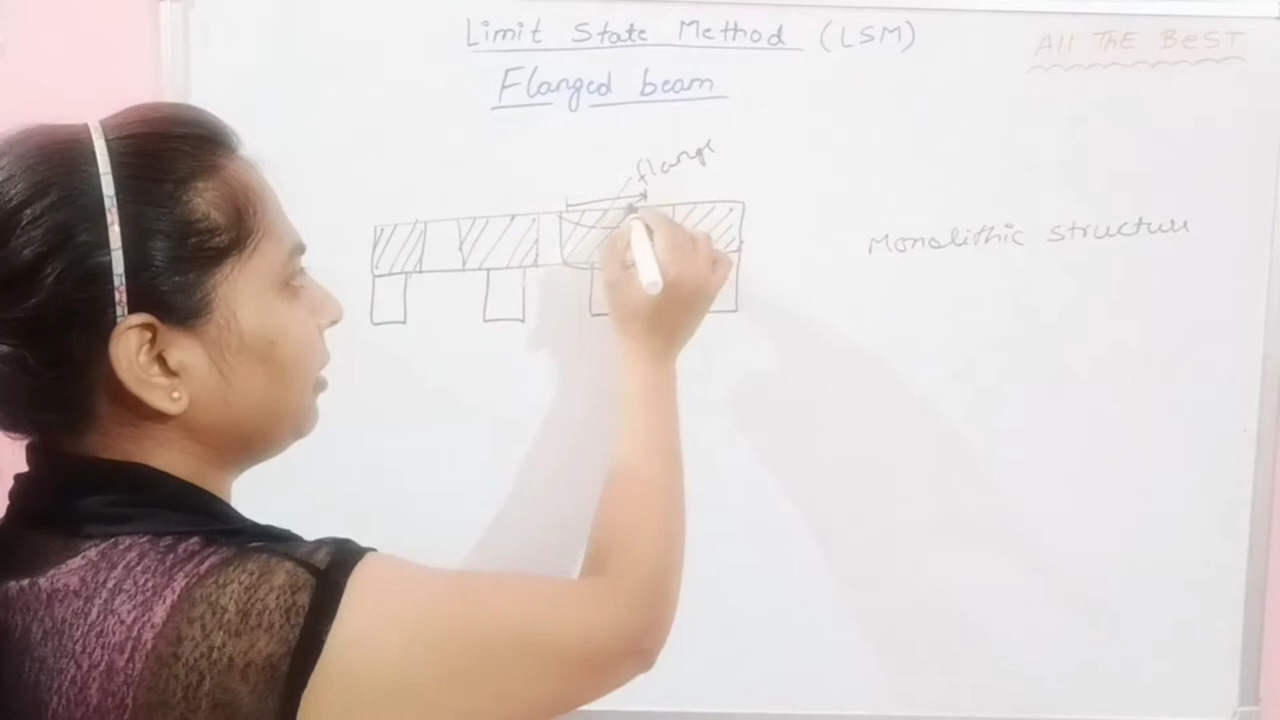 Limit State Method (LSM)
All THE BeST
Flanged beam
flange
Monolithic structure